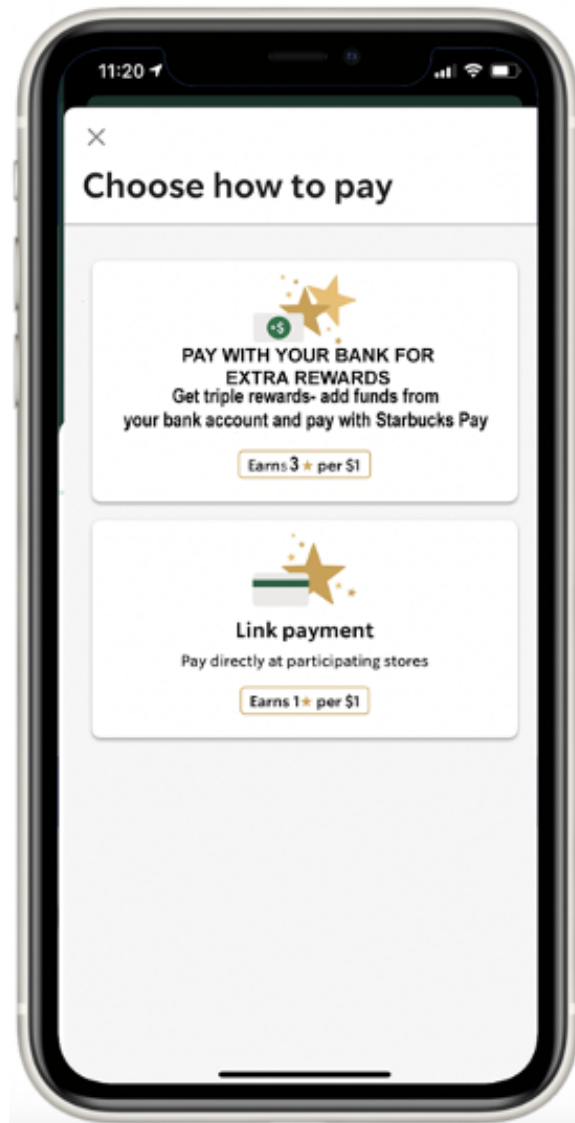 11:20
Choose how to pay
+$
PAY WITH YOUR BANK FOR
EXTRA REWARDS
Get triple rewards- add funds from
your bank account and pay with Starbucks Pay
Earns 3★ per $1
Link payment
Pay directly at participating stores
Earns 1★ per $1